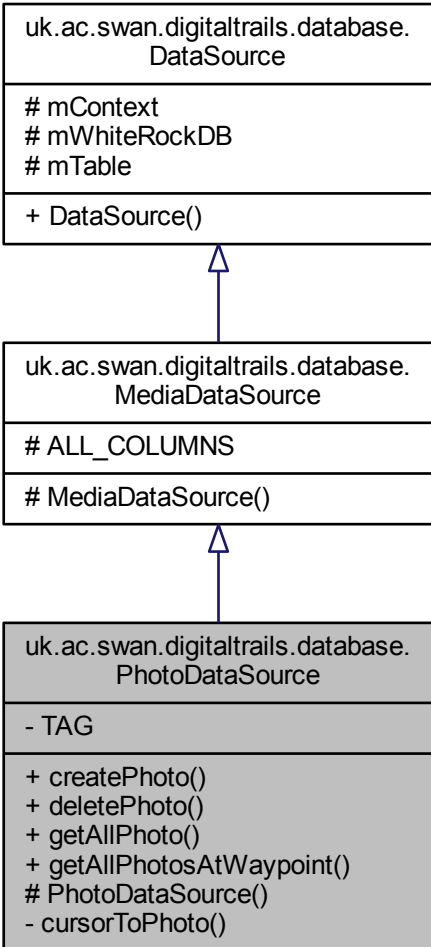 uk.ac.swan.digitaltrails.database.
DataSource
# mContext
# mWhiteRockDB
# mTable
+ DataSource()
uk.ac.swan.digitaltrails.database.
MediaDataSource
# ALL_COLUMNS
# MediaDataSource()
uk.ac.swan.digitaltrails.database.
PhotoDataSource
- TAG
+ createPhoto()
+ deletePhoto()
+ getAllPhoto()
+ getAllPhotosAtWaypoint()
# PhotoDataSource()
- cursorToPhoto()